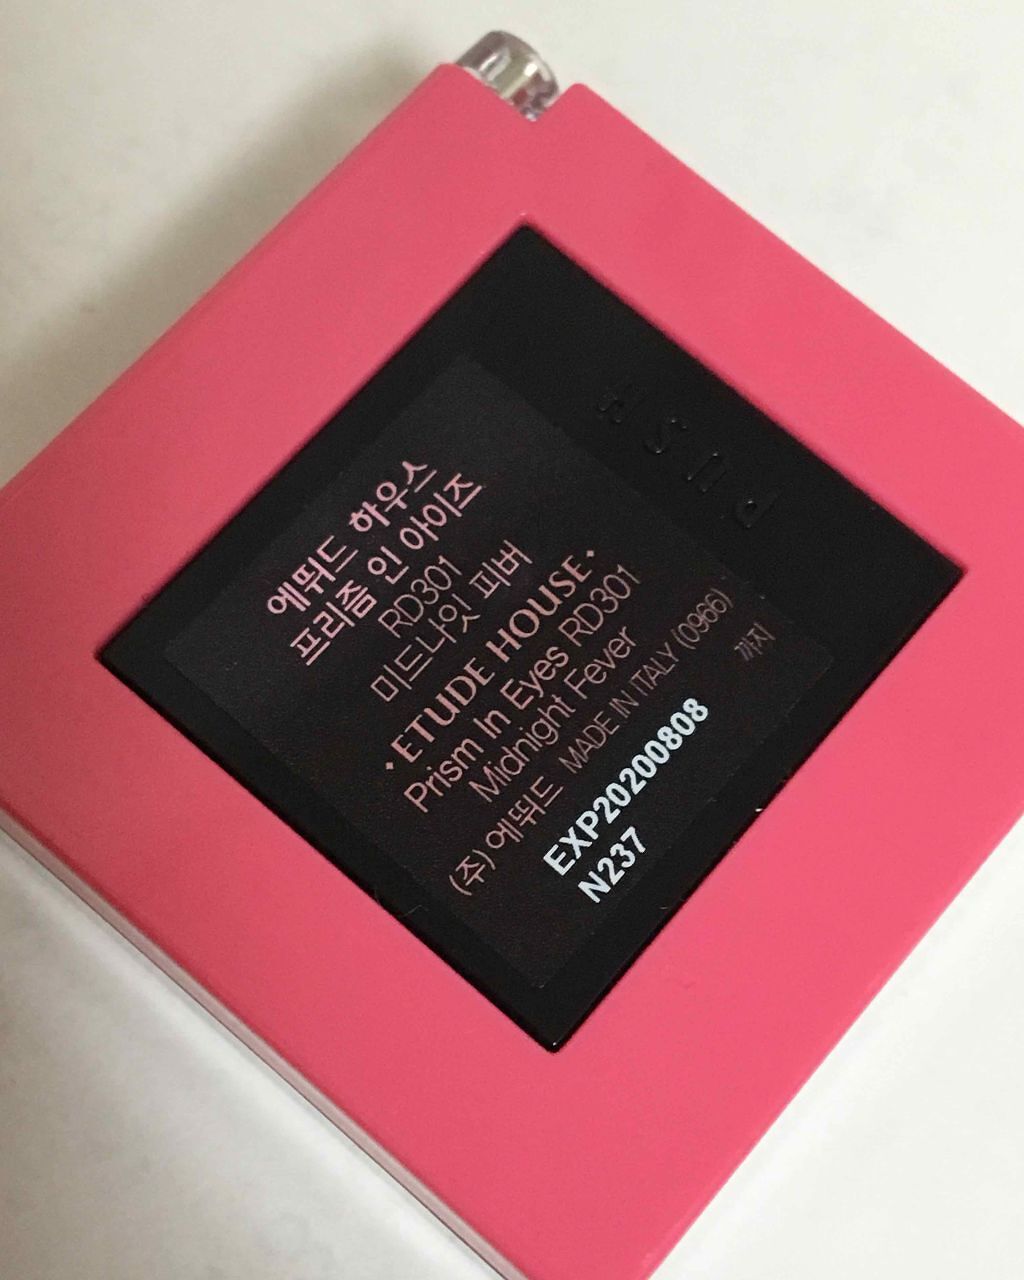 PUSH
에뛰드 하우스
프리즘 인 아이즈
RD301
미드나잇 피버
ETUDE HOUSE
Prism In Eyes RD301
Midnight Fever
(주)에뛰드 MADE IN ITALY (0966)
까지
EXP20200808
N237